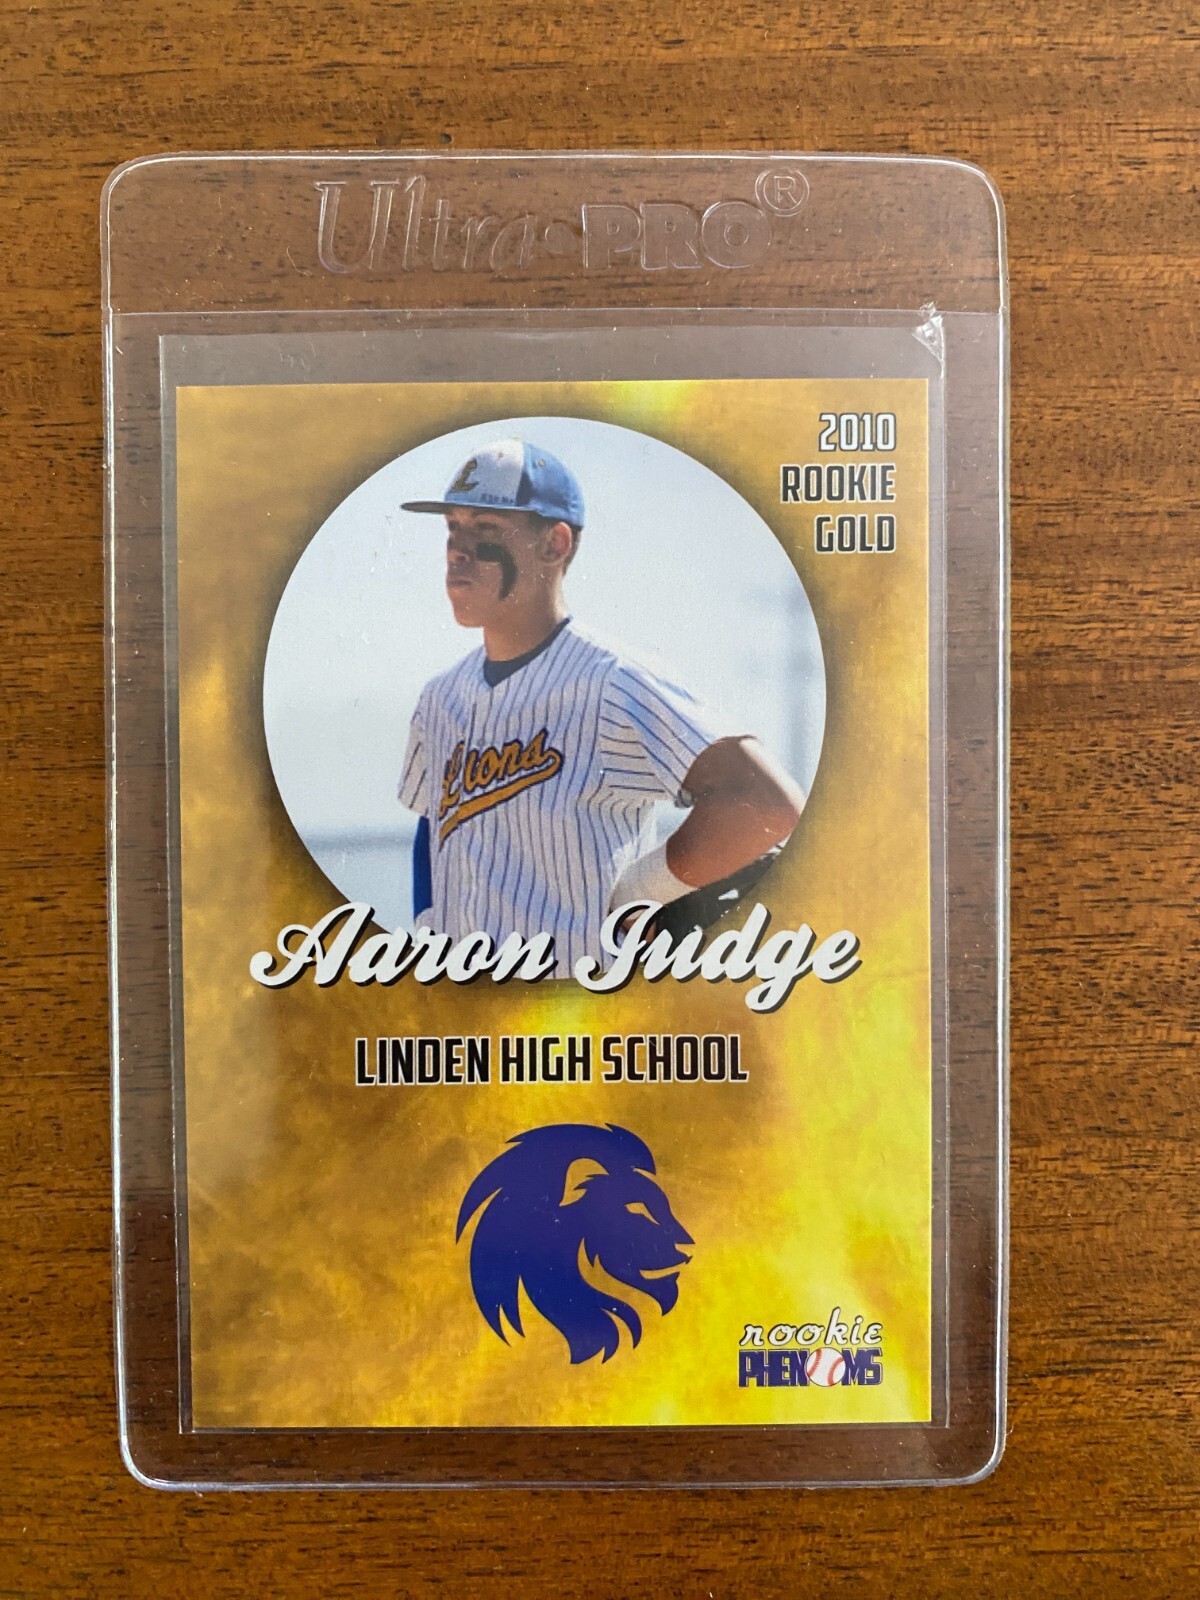 Ultra·PRO®
2010
ROOKIE
GOLD
L
Lions
Aaron Judge
LINDEN HIGH SCHOOL
rookie
PHENOMS